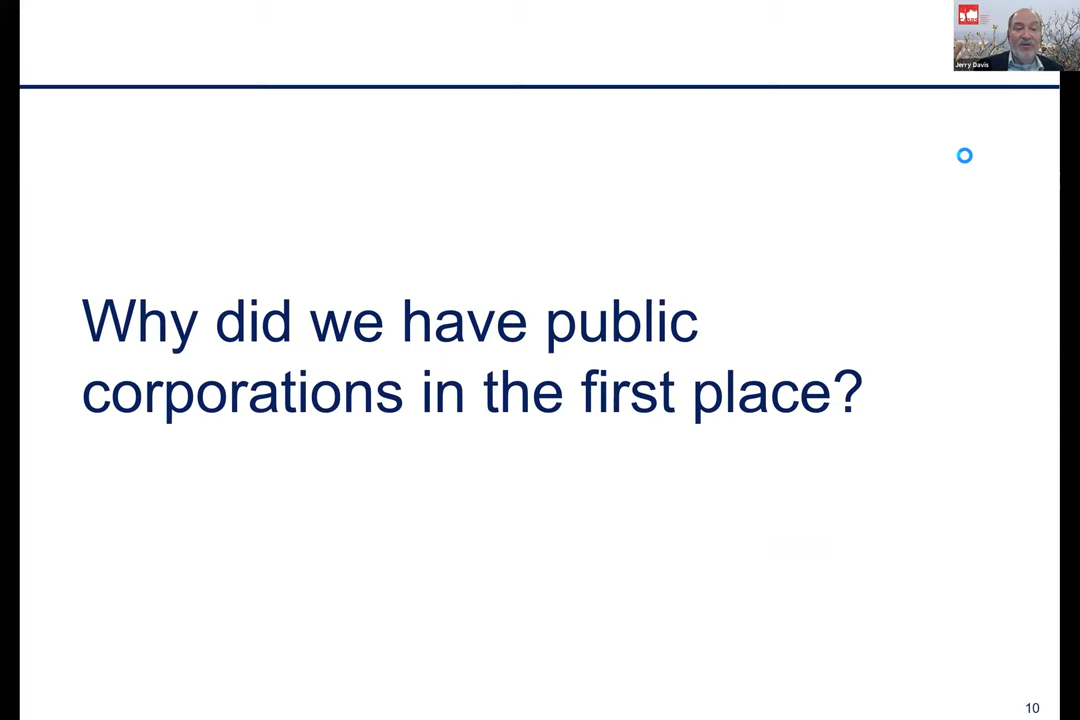 Jerry Davis
Why did we have public
corporations in the first place?
10